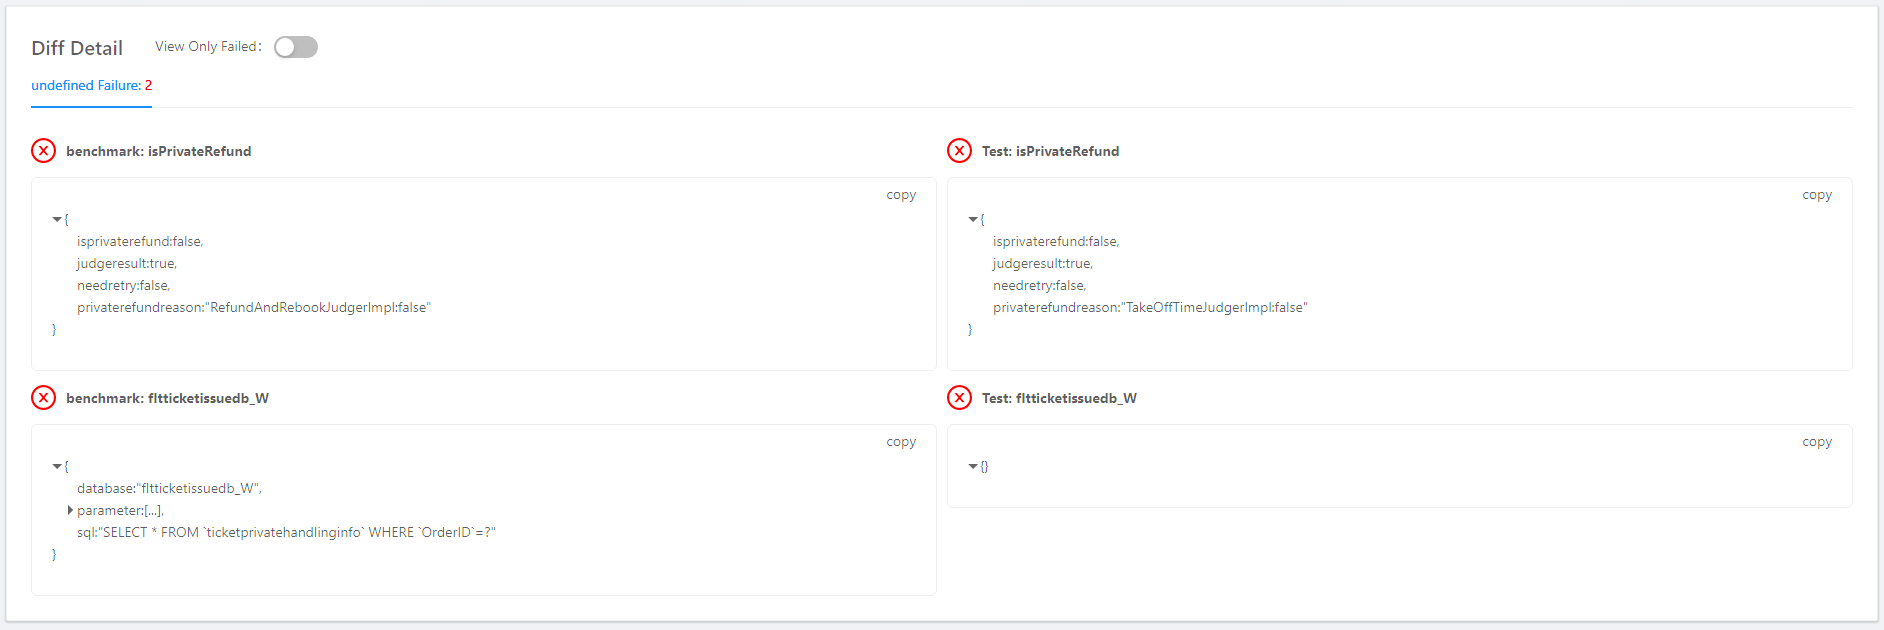 Diff Detail
View Only Failed:
undefined Failure: 2
benchmark: isPrivateRefund
copy
{
isprivaterefund:false,
judgeresult:true,
needretry:false,
privaterefundreason:"RefundAndRebookJudgerImpl:false"
}
Test: isPrivateRefund
copy
{
isprivaterefund:false,
judgeresult:true,
needretry:false,
privaterefundreason:"TakeOffTimeJudgerImpl:false"
}
benchmark: fltticketissuedb_W
copy
{
database:"fltticketissuedb_W",
parameter:[...],
sql:"SELECT * FROM `ticketprivatehandlinginfo` WHERE `OrderID`=?"
}
Test: fltticketissuedb_W
copy
{}